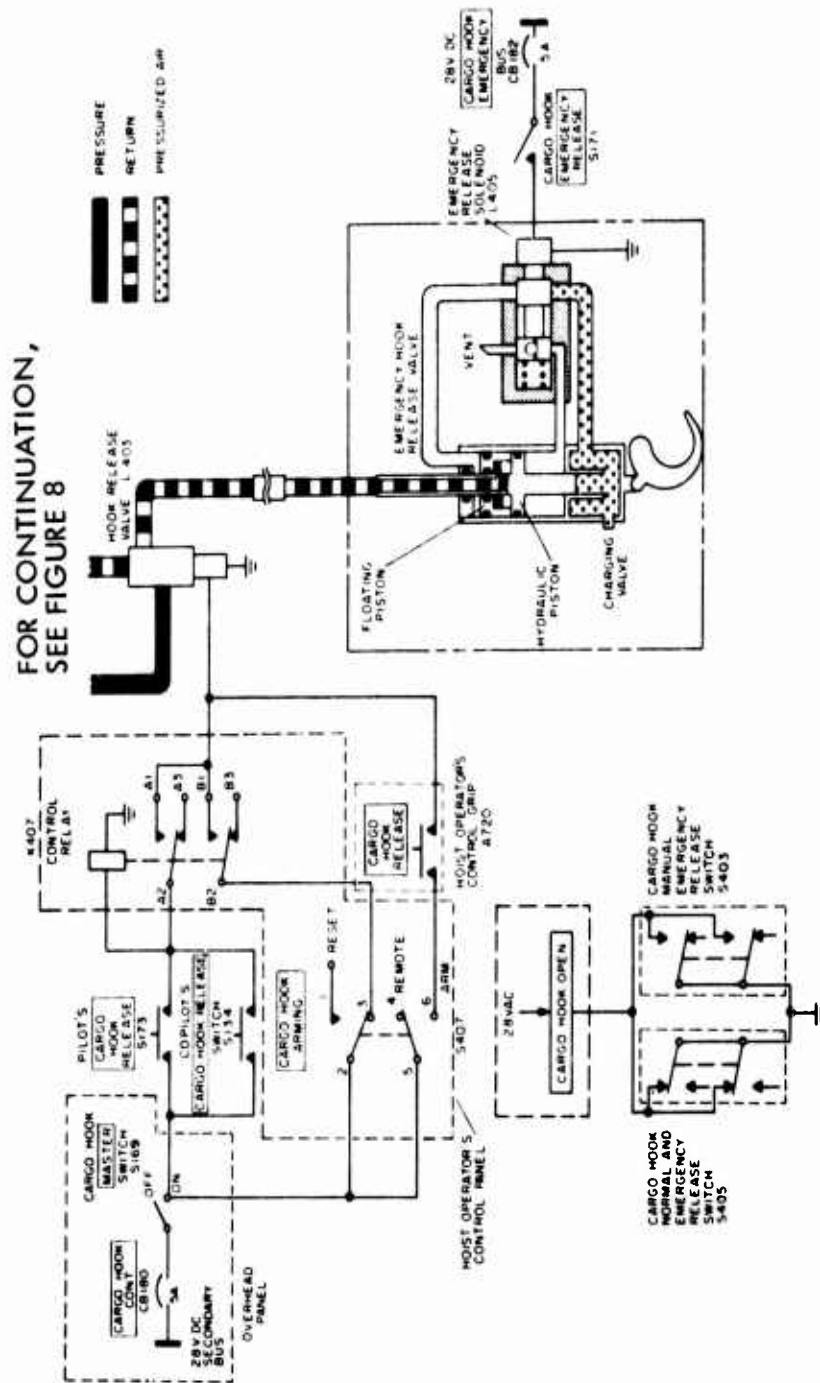 FOR CONTINUATION,
SEE FIGURE 8
PRESSURE
RETURN
PRESSURIZED AIR
HOOK RELEASE
VALVE L 403
K407
CONTROL
RELAY
A1
A2
A3
B1
B2
B3
PILOT'S
CARGO
HOOK
RELEASE
S173
COPILOT'S
CARGO HOOK RELEASE
SWITCH
S134
CARGO HOOK
MASTER
SWITCH
S169
OFF
ON
CARGO HOOK
CONT
CB180
5A
28V DC
SECONDARY
BUS
OVERHEAD
PANEL
CARGO HOOK
ARMING
RESET
2
3
4
REMOTE
5
6
ARM
S407
CARGO
HOOK
RELEASE
HOIST OPERATOR'S
CONTROL GRIP
A720
HOIST OPERATOR'S
CONTROL PANEL
28V DC
CARGO HOOK
EMERGENCY
BUS
CB182
5A
EMERGENCY
RELEASE
SOLENOID
L405
CARGO HOOK
EMERGENCY
RELEASE
S171
EMERGENCY HOOK
RELEASE VALVE
VENT
FLOATING
PISTON
HYDRAULIC
PISTON
CHARGING
VALVE
28VAC
CARGO HOOK OPEN
CARGO HOOK
NORMAL AND
EMERGENCY
RELEASE
SWITCH
S405
CARGO HOOK
MANUAL
EMERGENCY
RELEASE
SWITCH
S403